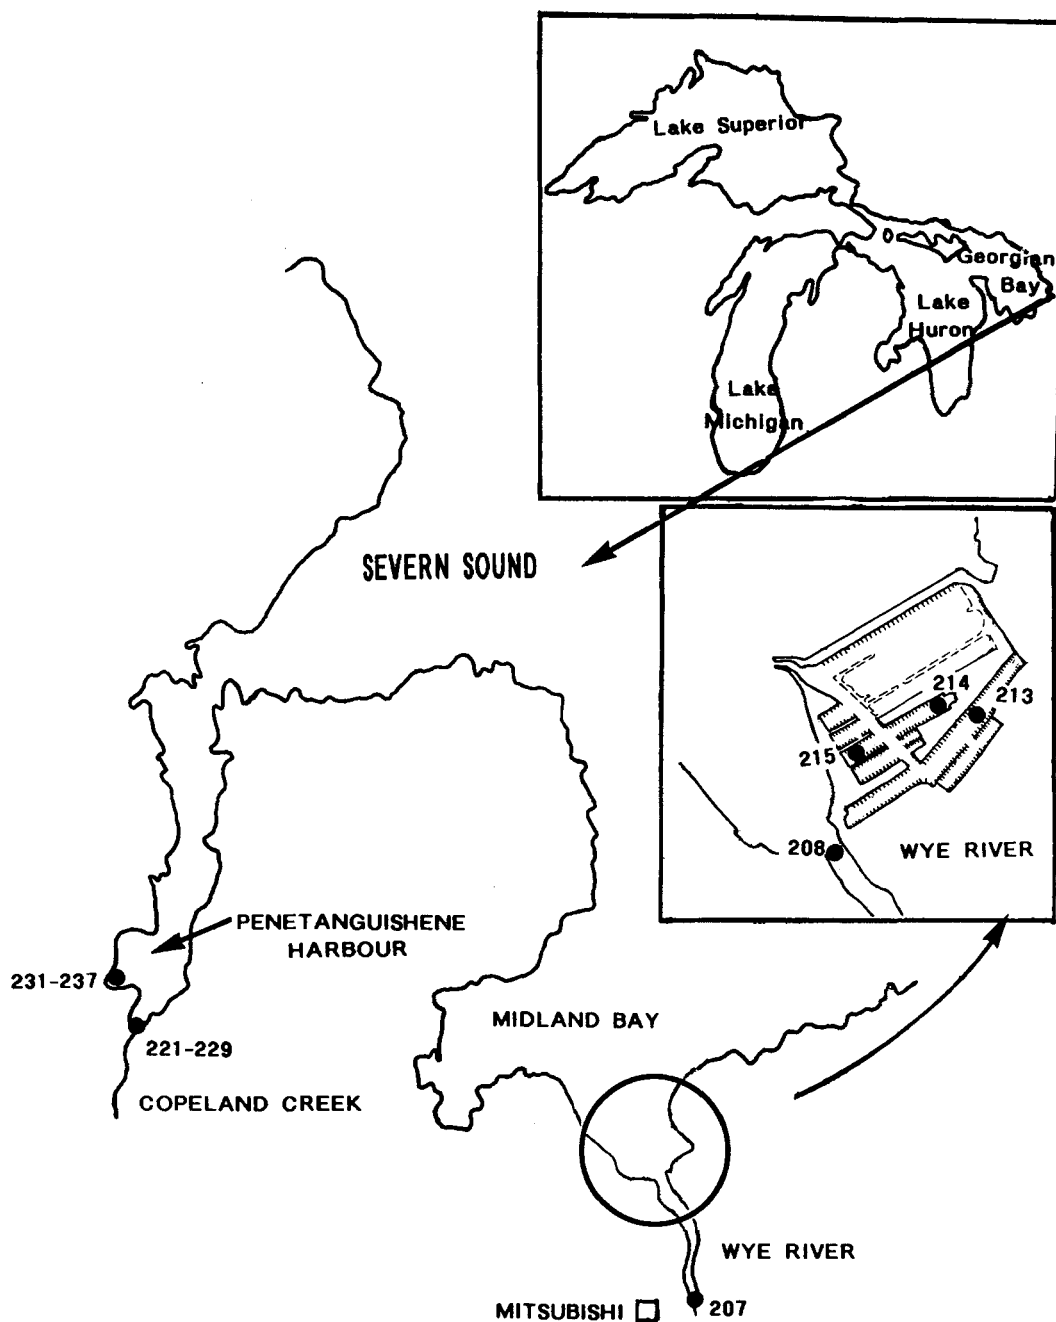 Lake Superior
Georgian
Bay
Lake
Huron
Lake
Michigan
SEVERN SOUND
214
213
215
208
WYE RIVER
PENETANGUISHENE
HARBOUR
231-237
221-229
COPELAND CREEK
MIDLAND BAY
WYE RIVER
MITSUBISHI
207